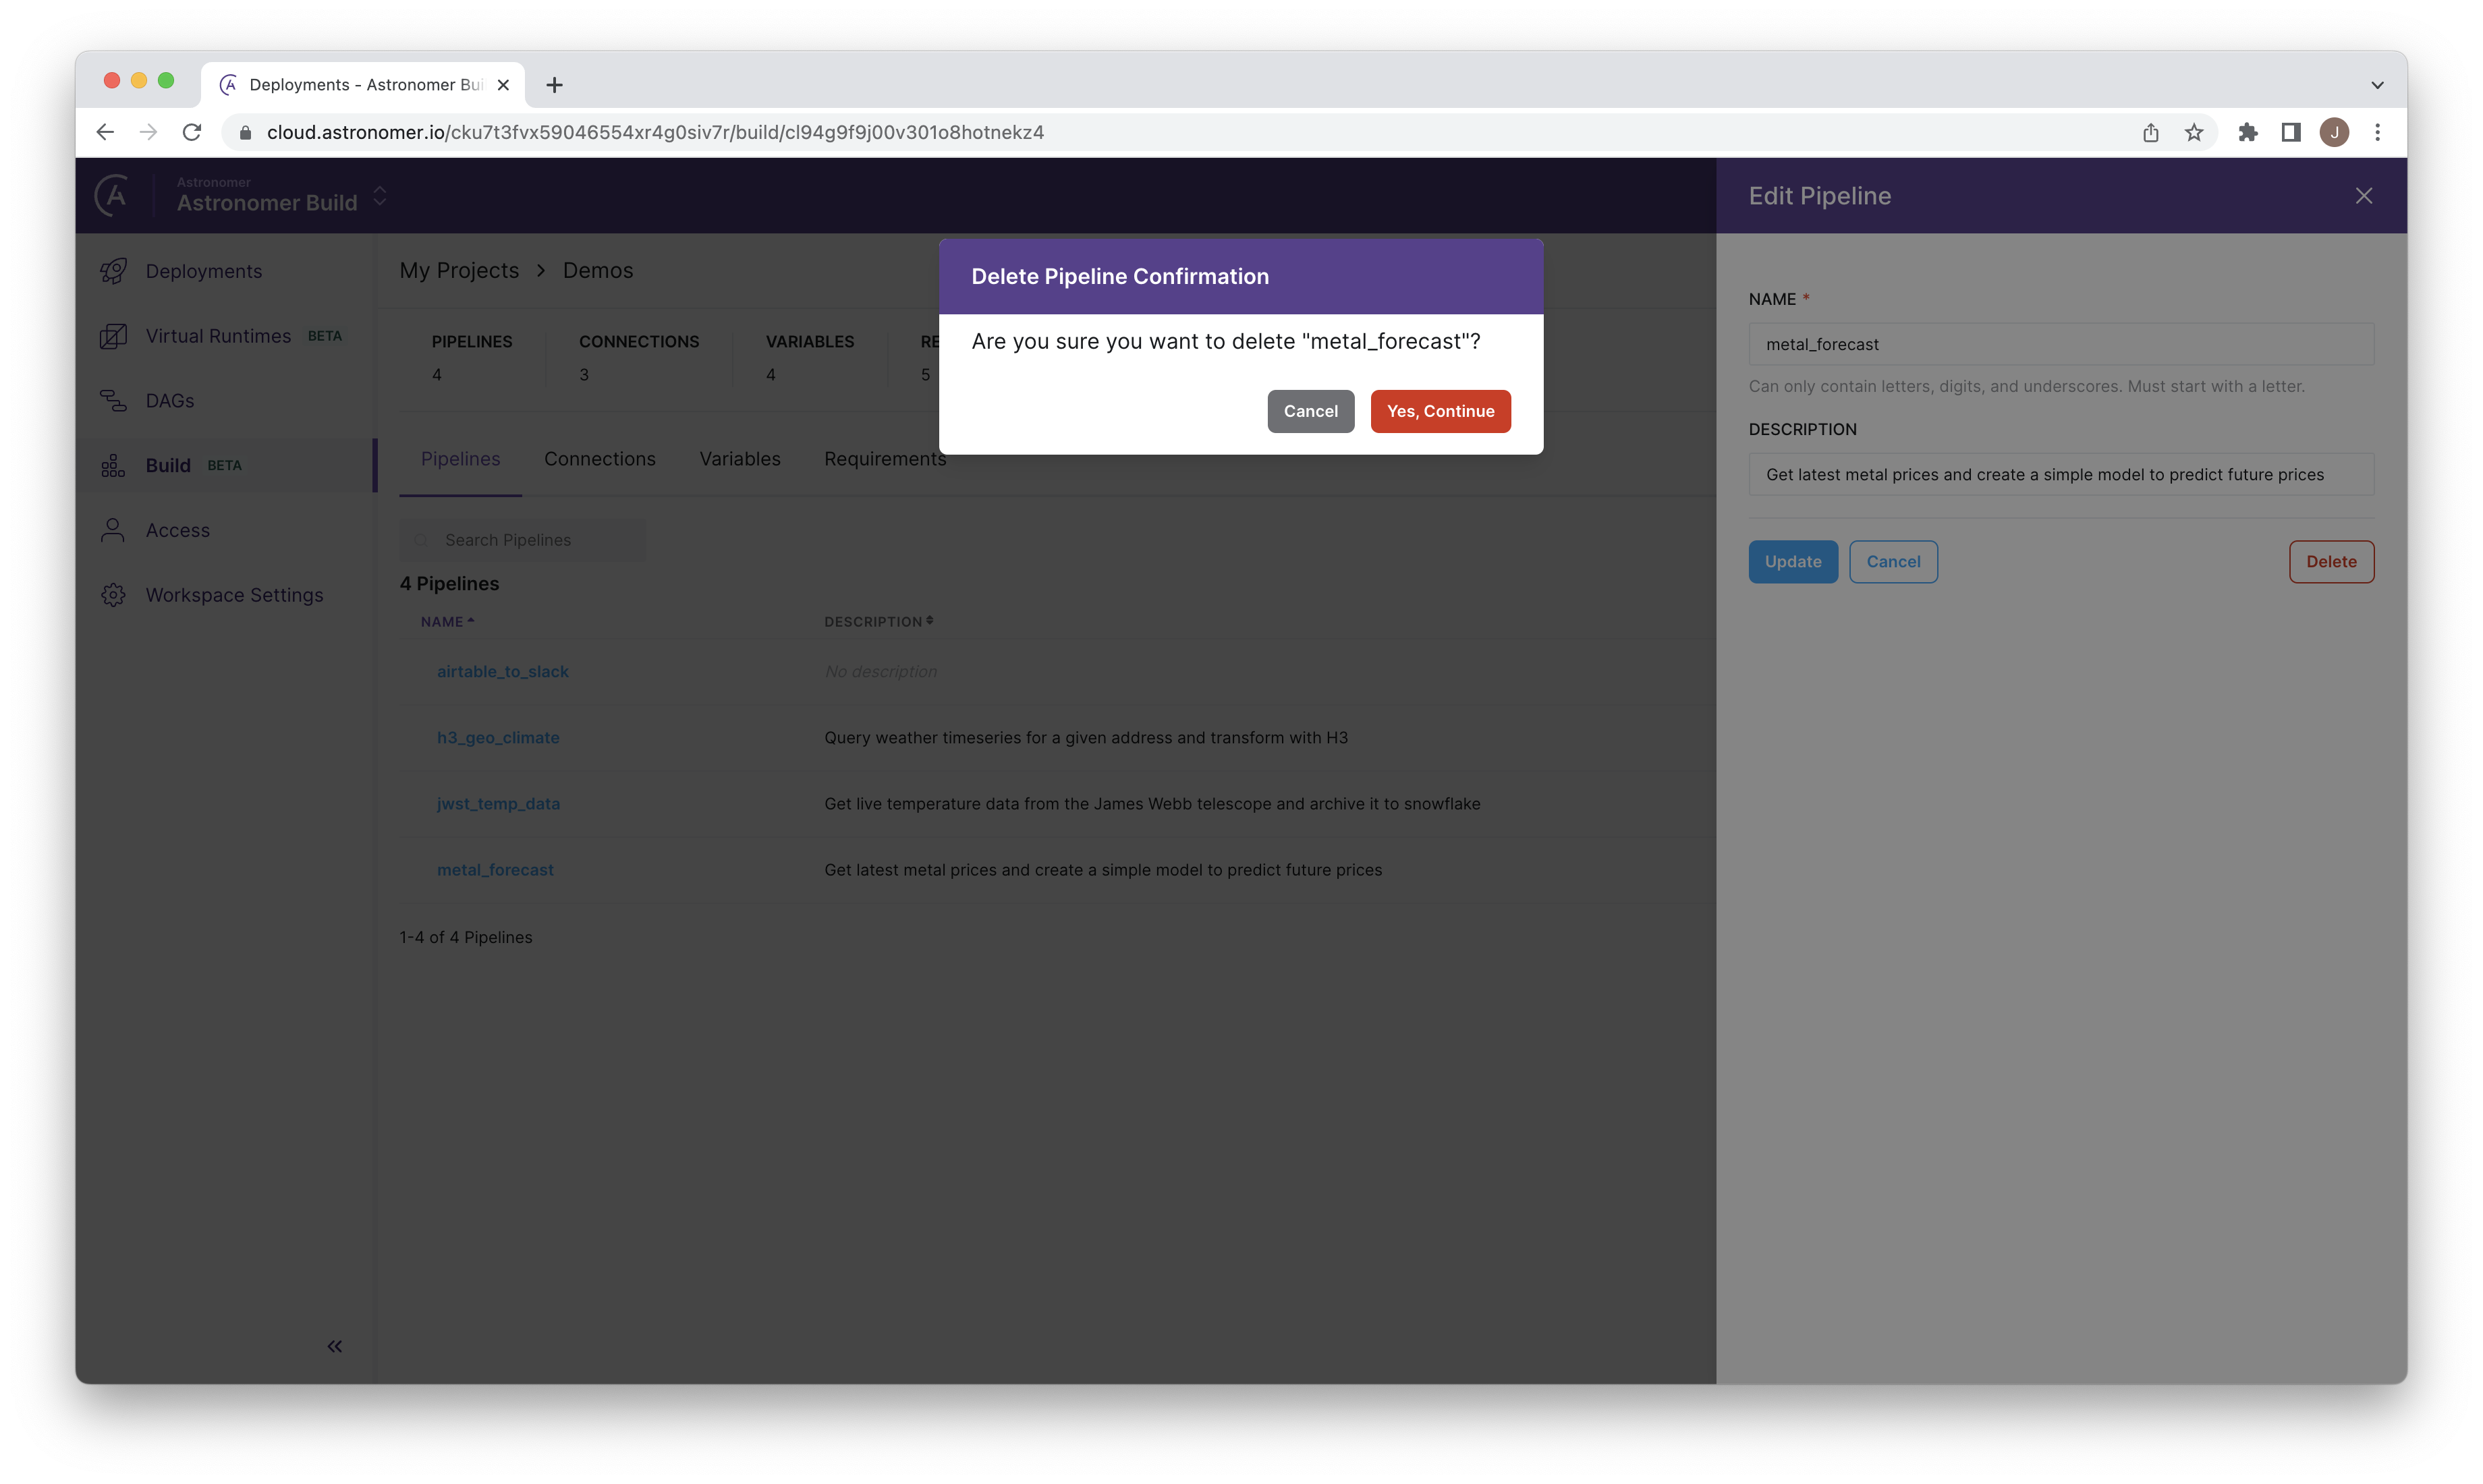 Deployments - Astronomer Bui
cloud.astronomer.io/cku7t3fvx59046554xr4g0siv7r/build/cl94g9f9j00v301o8hotnekz4
J
Astronomer
Astronomer Build
Deployments
Virtual Runtimes BETA
DAGs
Build BETA
Access
Workspace Settings
My Projects > Demos
PIPELINES CONNECTIONS VARIABLES RE
4 3 4 5
Pipelines Connections Variables Requirements
Search Pipelines
4 Pipelines
NAME DESCRIPTION
airtable_to_slack No description
h3_geo_climate Query weather timeseries for a given address and transform with H3
jwst_temp_data Get live temperature data from the James Webb telescope and archive it to snowflake
metal_forecast Get latest metal prices and create a simple model to predict future prices
1-4 of 4 Pipelines
Delete Pipeline Confirmation
Are you sure you want to delete "metal_forecast"?
Cancel Yes, Continue
Edit Pipeline
NAME *
metal_forecast
Can only contain letters, digits, and underscores. Must start with a letter.
DESCRIPTION
Get latest metal prices and create a simple model to predict future prices
Update Cancel Delete